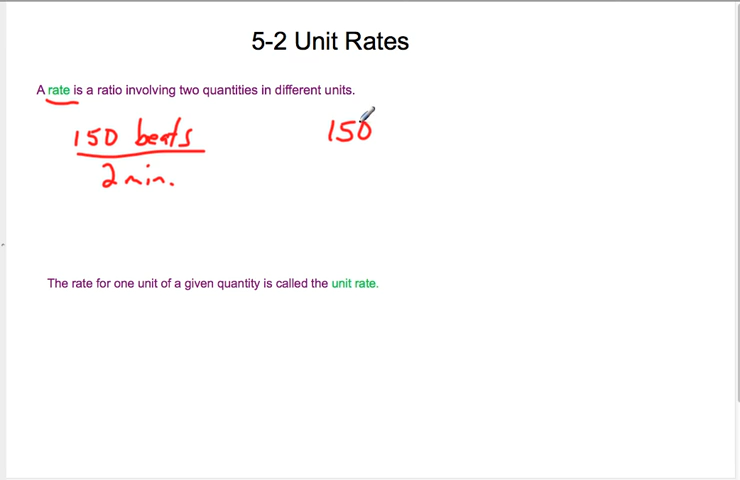 5-2 Unit Rates
A rate is a ratio involving two quantities in different units.
150 beats
150
2 min.
The rate for one unit of a given quantity is called the unit rate.